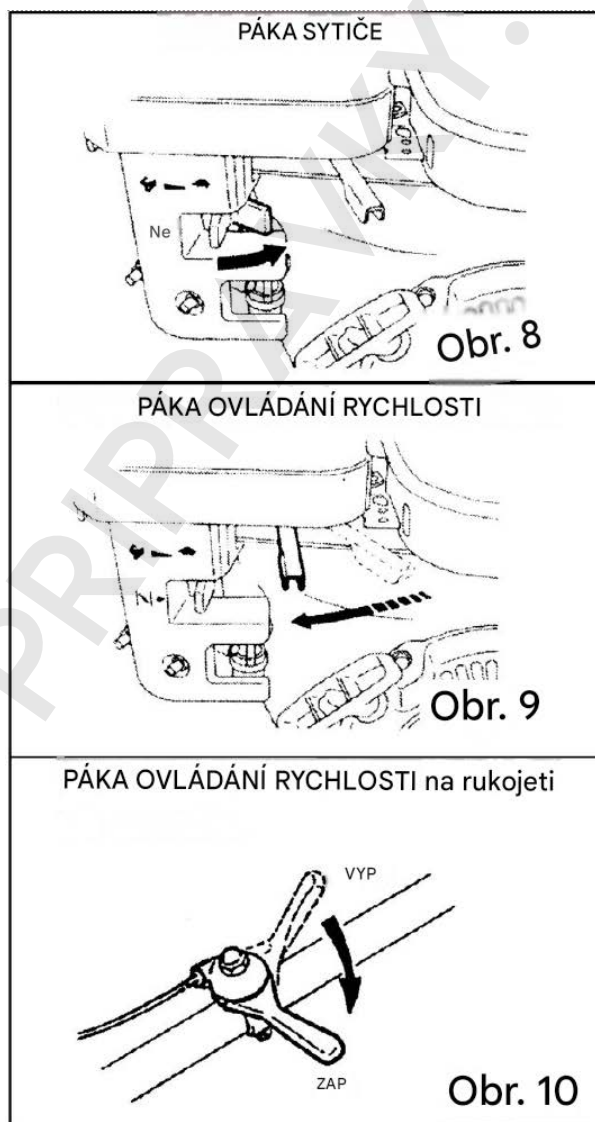 PÁKA SYTIČE
Ne
Obr. 8
PÁKA OVLÁDÁNÍ RYCHLOSTI
N
Obr. 9
PÁKA OVLÁDÁNÍ RYCHLOSTI na rukojeti
VYP
ZAP
Obr. 10
PRIPRAVKY.